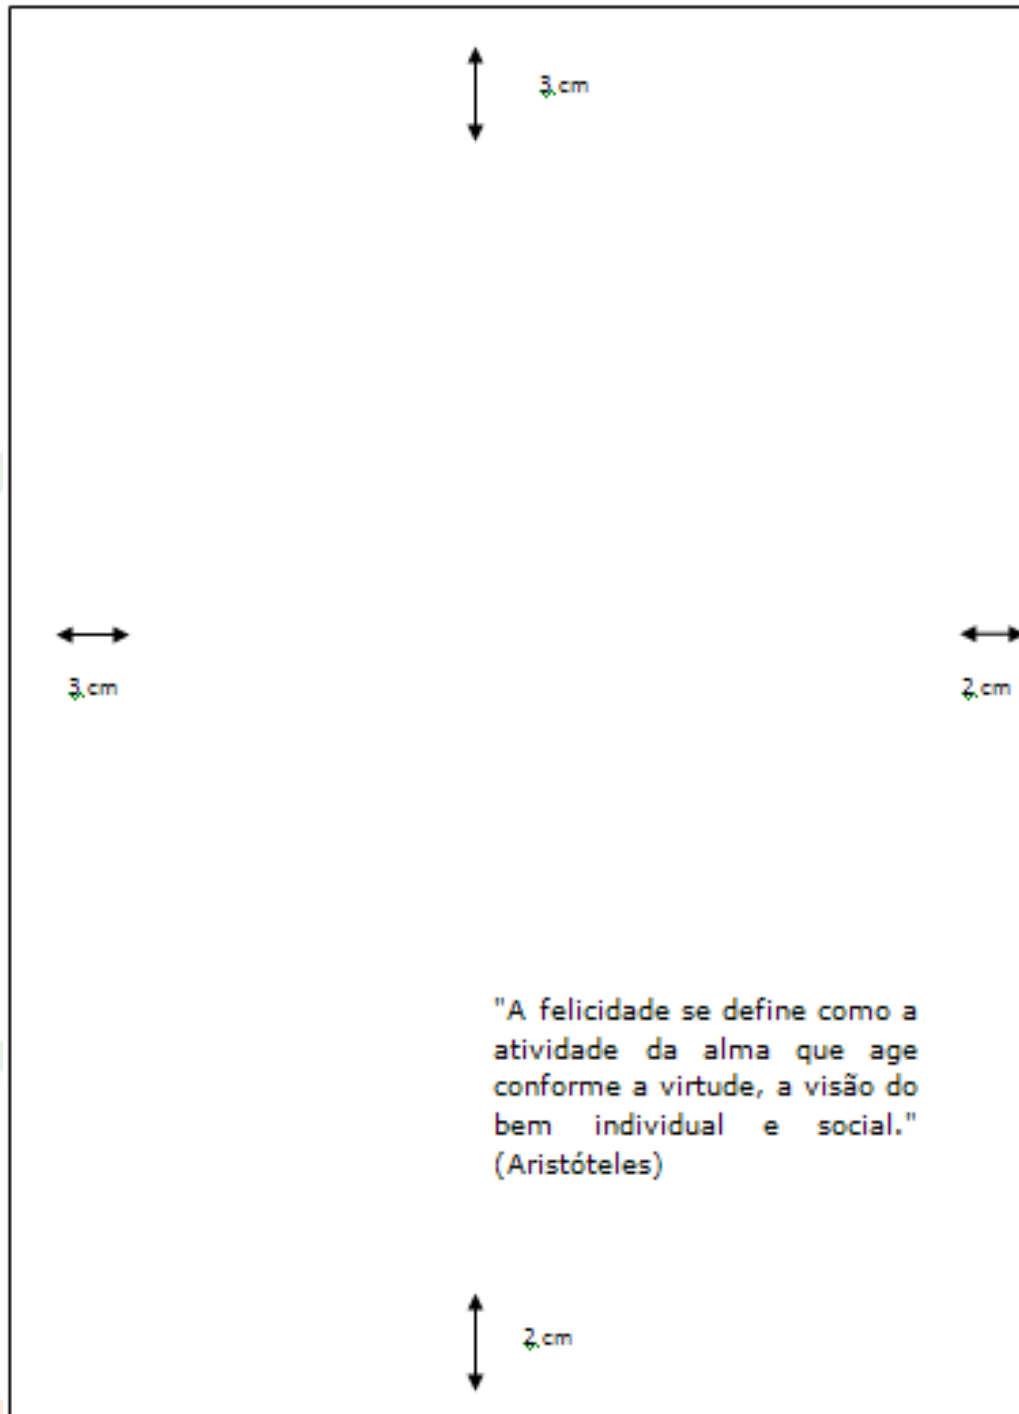 3 cm
3 cm
2 cm
"A felicidade se define como a
atividade da alma que age
conforme a virtude, a visão do
bem individual e social."
(Aristóteles)
2 cm